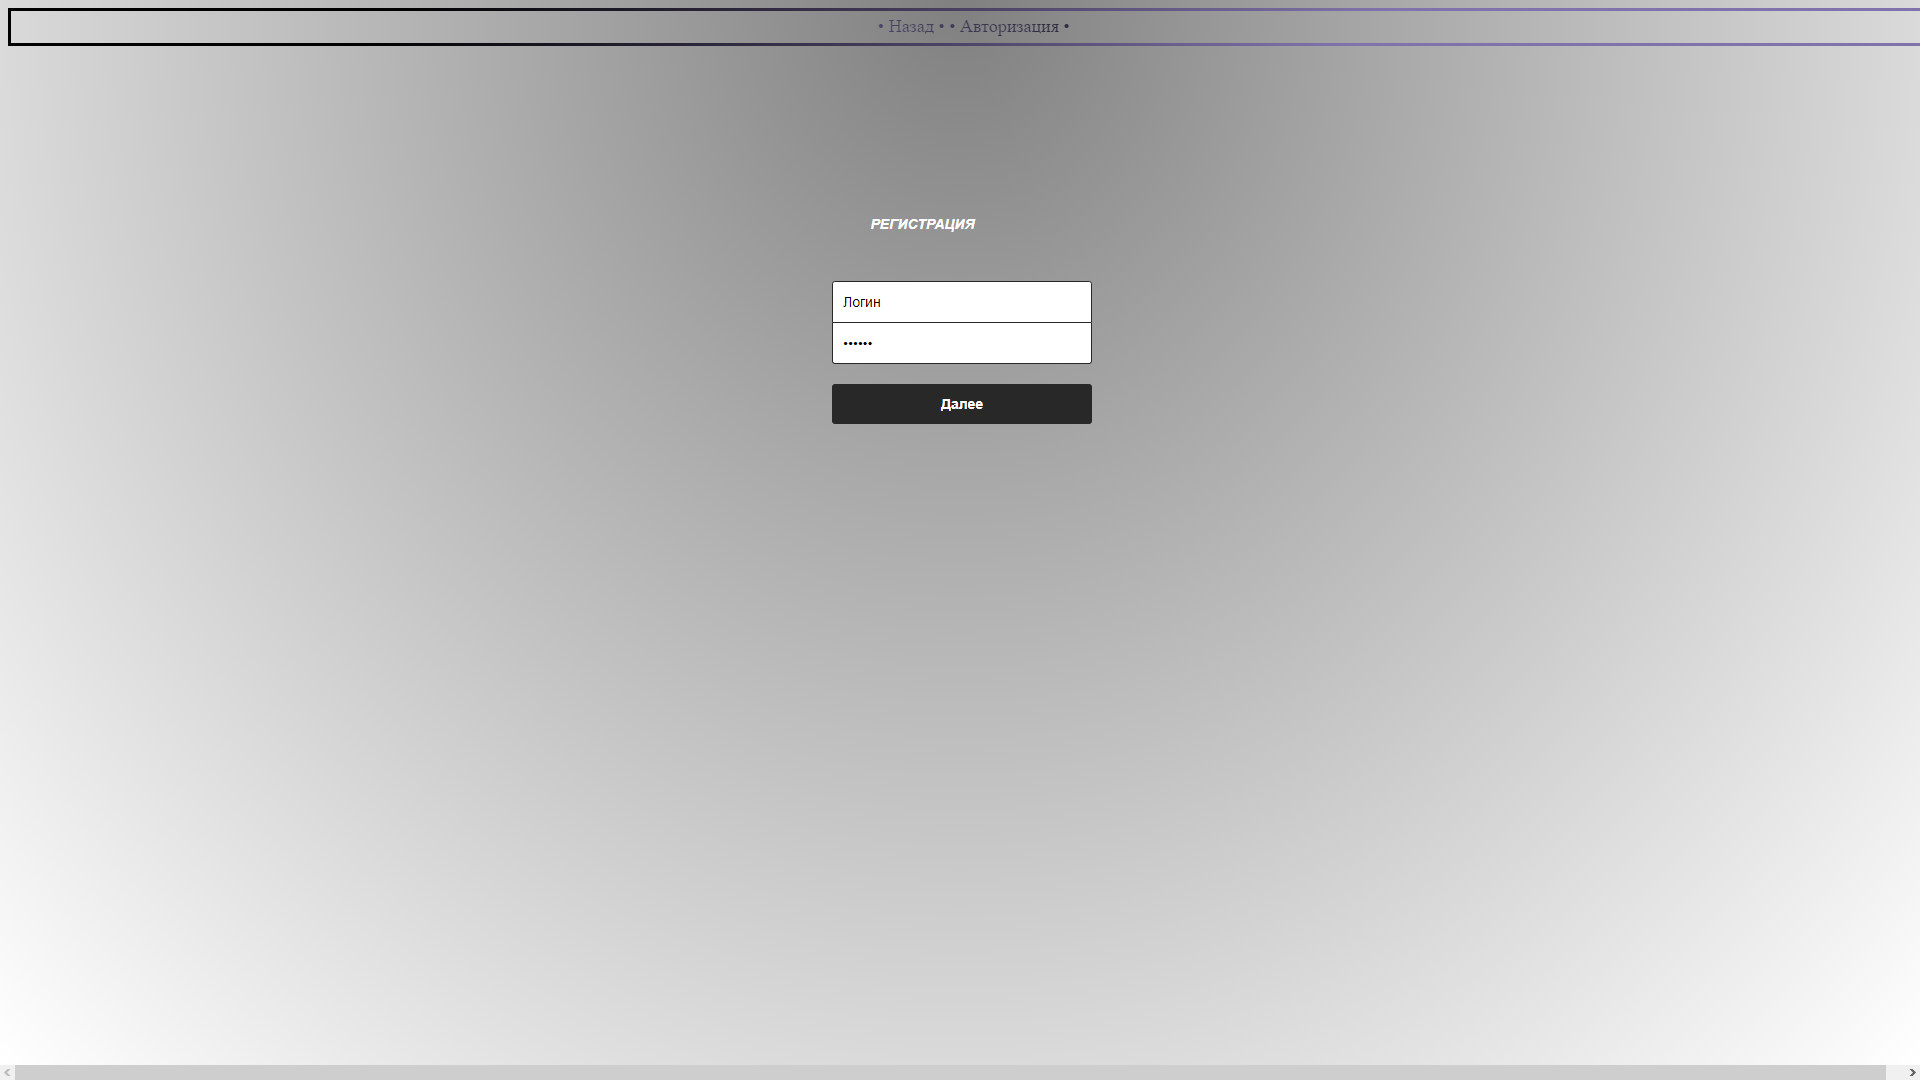 • Назад • • Авторизация •
РЕГИСТРАЦИЯ
Логин
••••••
Далее